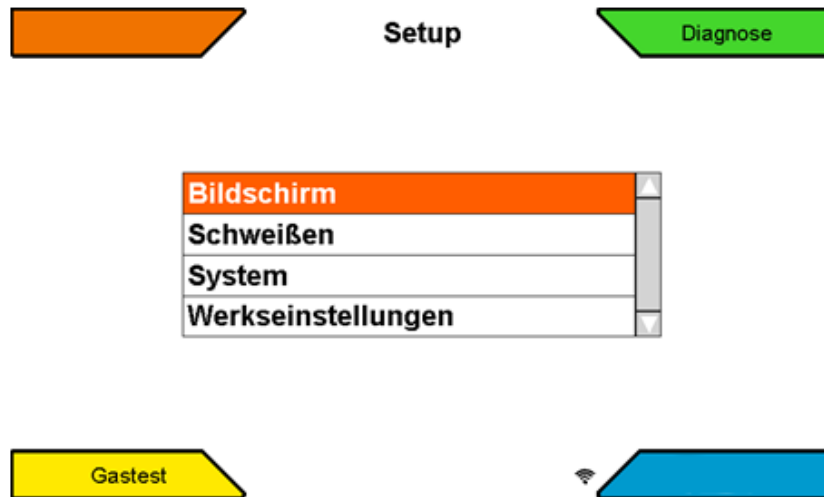 Setup
Diagnose
Bildschirm
Schweißen
System
Werkseinstellungen
Gastest